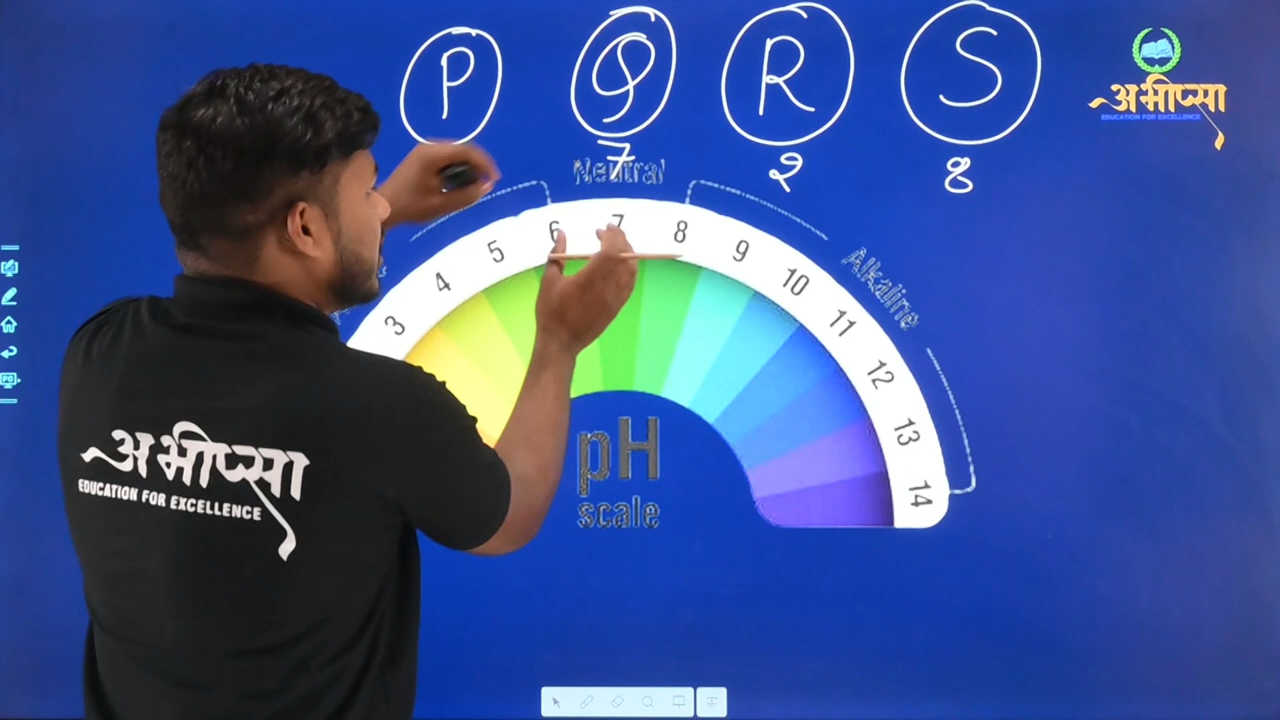 P Q R S
7 2 8
अभीप्सा
EDUCATION FOR EXCELLENCE
Neutral
3 4 5 6 7 8 9 10 11 12 13 14
Alkaline
pH
scale
अभीप्सा
EDUCATION FOR EXCELLENCE